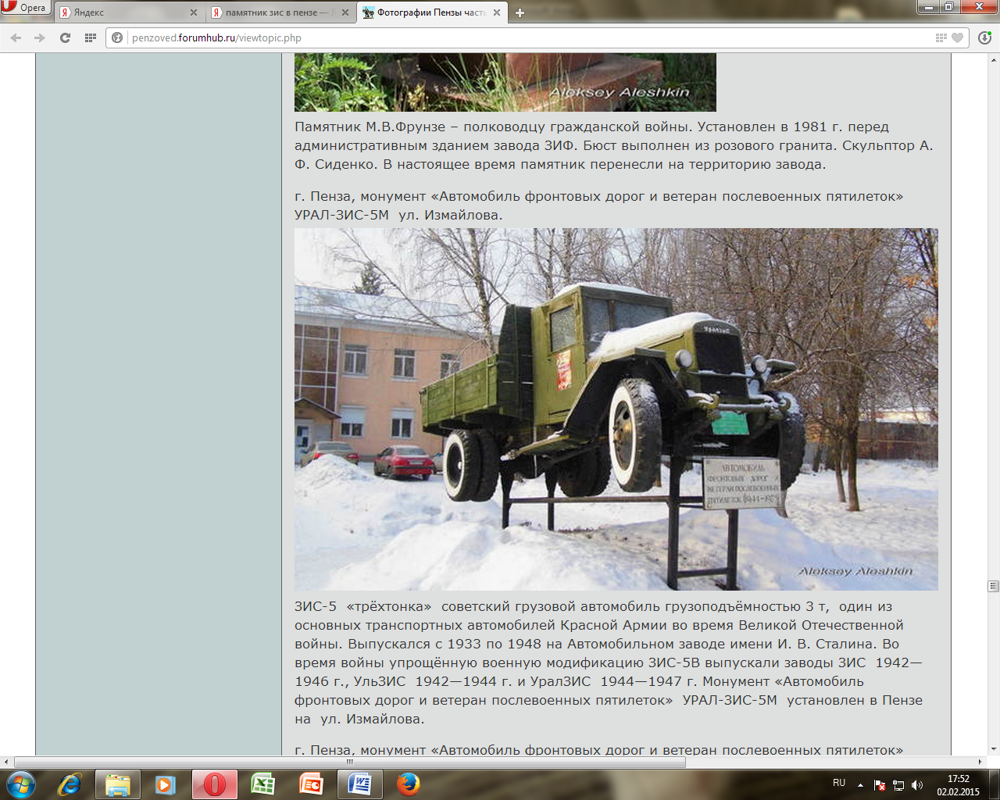 Opera
Яндекс
памятник зис в пензе — Я
Фотографии Пензы часть
penzoved.forumhub.ru/viewtopic.php
Aleksey Aleshkin
Памятник М.В.Фрунзе – полководцу гражданской войны. Установлен в 1981 г. перед
административным зданием завода ЗИФ. Бюст выполнен из розового гранита. Скульптор А.
Ф. Сиденко. В настоящее время памятник перенесли на территорию завода.
г. Пенза, монумент «Автомобиль фронтовых дорог и ветеран послевоенных пятилеток»
УРАЛ-ЗИС-5М ул. Измайлова.
УралЗиС
АВТОМОБИЛЬ
ФРОНТОВЫХ ДОРОГ И
ВЕТЕРАН ПОСЛЕВОЕННЫХ
ПЯТИЛЕТОК
Aleksey Aleshkin
ЗИС-5 «трёхтонка» советский грузовой автомобиль грузоподъёмностью 3 т, один из
основных транспортных автомобилей Красной Армии во время Великой Отечественной
войны. Выпускался с 1933 по 1948 на Автомобильном заводе имени И. В. Сталина. Во
время войны упрощённую военную модификацию ЗИС-5В выпускали заводы ЗИС 1942—
1946 г., УльЗИС 1942—1944 г. и УралЗИС 1944—1947 г. Монумент «Автомобиль
фронтовых дорог и ветеран послевоенных пятилеток» УРАЛ-ЗИС-5М установлен в Пензе
на ул. Измайлова.
г. Пенза, монумент «Автомобиль фронтовых дорог и ветеран послевоенных пятилеток»
RU
17:52
02.02.2015